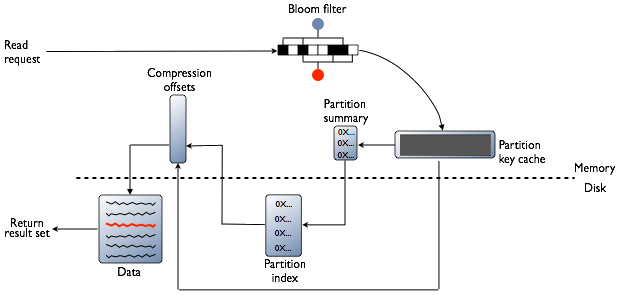 Bloom filter
Read
request
Compression
offsets
Partition
summary
0X...
0X...
0X...
Partition
key cache
Memory
Disk
0X...
0X...
0X...
0X...
Return
result set
Data
Partition
index